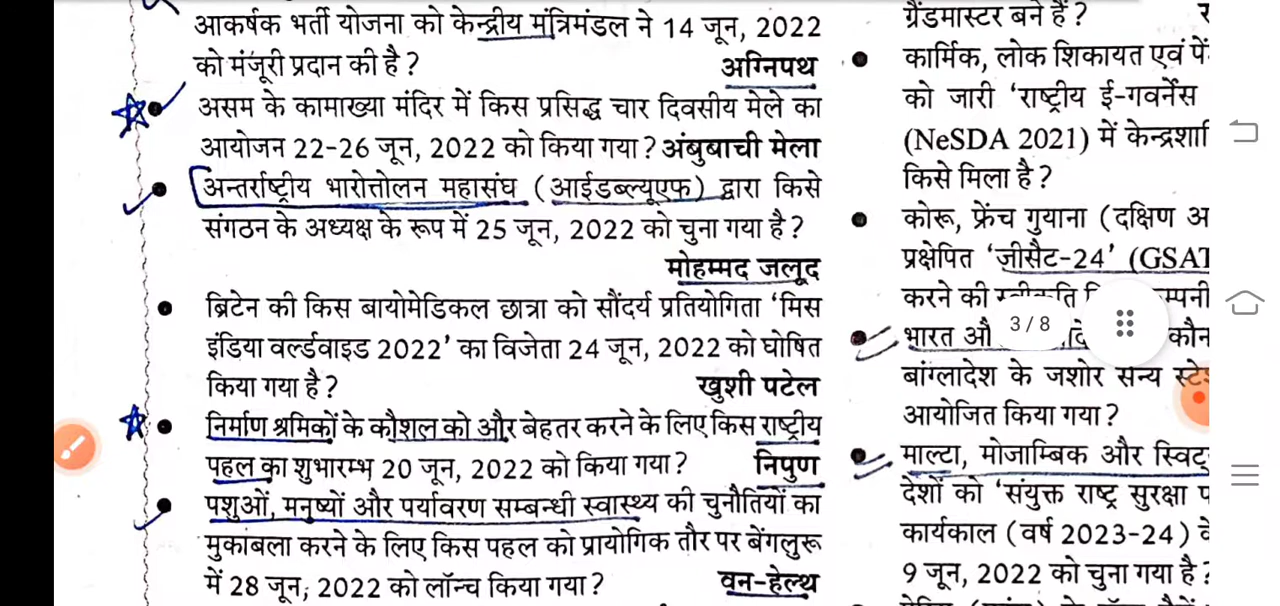 आकर्षक भर्ती योजना को केन्द्रीय मंत्रिमंडल ने 14 जून, 2022
को मंजूरी प्रदान की है? अग्निपथ
असम के कामाख्या मंदिर में किस प्रसिद्ध चार दिवसीय मेले का
आयोजन 22-26 जून, 2022 को किया गया? अंबुबाची मेला
अन्तर्राष्ट्रीय भारोत्तोलन महासंघ (आईडब्ल्यूएफ) द्वारा किसे
संगठन के अध्यक्ष के रूप में 25 जून, 2022 को चुना गया है?
मोहम्मद जलूद
ब्रिटेन की किस बायोमेडिकल छात्रा को सौंदर्य प्रतियोगिता 'मिस
इंडिया वर्ल्डवाइड 2022' का विजेता 24 जून, 2022 को घोषित
किया गया है? खुशी पटेल
निर्माण श्रमिकों के कौशल को और बेहतर करने के लिए किस राष्ट्रीय
पहल का शुभारम्भ 20 जून, 2022 को किया गया? निपुण
पशुओं, मनुष्यों और पर्यावरण सम्बन्धी स्वास्थ्य की चुनौतियों का
मुकाबला करने के लिए किस पहल को प्रायोगिक तौर पर बेंगलुरू
में 28 जून, 2022 को लॉन्च किया गया? वन-हेल्थ
ग्रैंडमास्टर बने हैं?
कार्मिक, लोक शिकायत एवं पें
को जारी 'राष्ट्रीय ई-गवर्नेंस
(NeSDA 2021) में केन्द्रशा
किसे मिला है?
कोरू, फ्रेंच गुयाना (दक्षिण अ
प्रक्षेपित 'जीसैट-24' (GSAT
करने की
3/8
भारत औ कौन
बांग्लादेश के जशोर सन्य
आयोजित किया गया?
माल्टा, मोजाम्बिक और स्विट्
देशों को 'संयुक्त राष्ट्र सुरक्षा प
कार्यकाल (वर्ष 2023-24) के
9 जून, 2022 को चुना गया है?